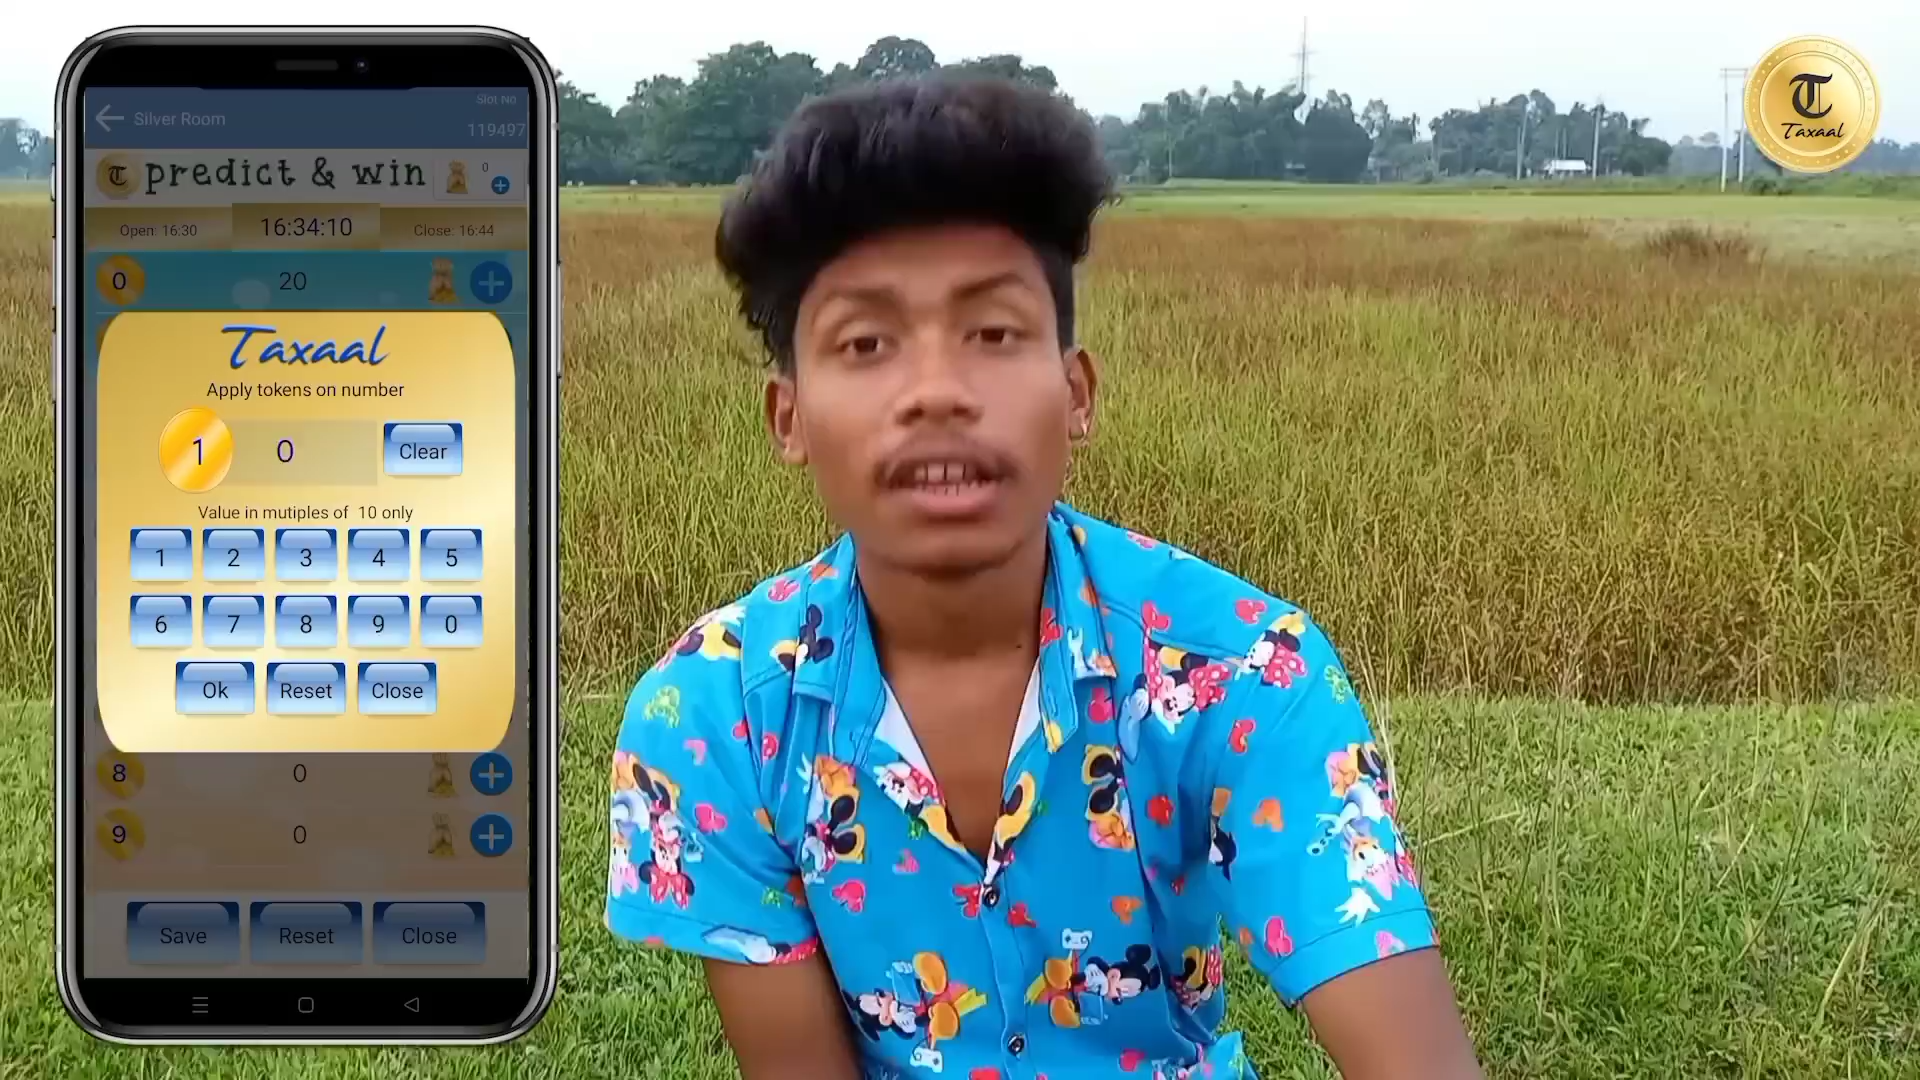 Slot No
Silver Room
119497
T predict & win 0
Open: 16:30 16:34:10 Close: 16:44
0 20
Taxaal
Apply tokens on number
1 0 Clear
Value in mutiples of 10 only
1 2 3 4 5
6 7 8 9 0
Ok Reset Close
8 0
9 0
Save Reset Close
T
Taxaal